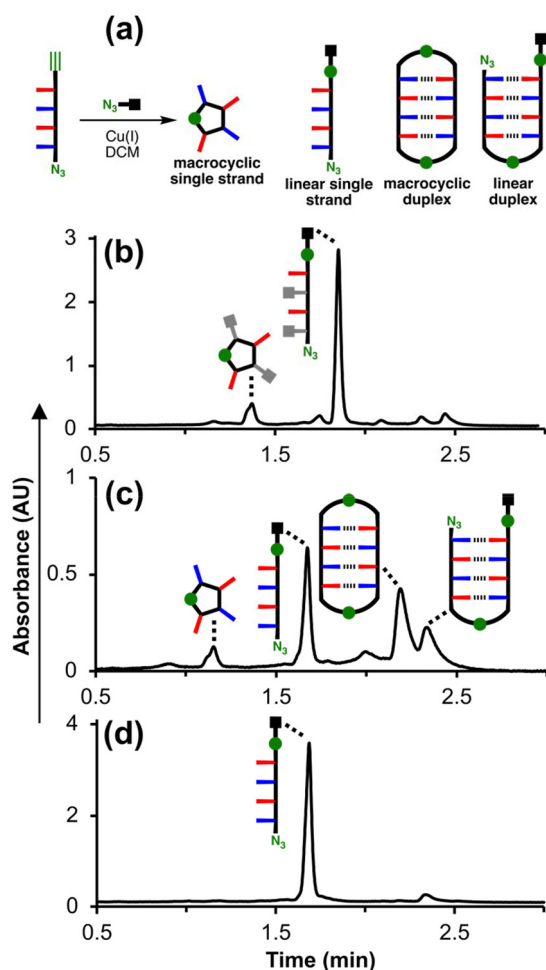 (a)
N₃
N₃
Cu(I)
DCM
macrocyclic
single strand
N₃
linear single
strand
macrocyclic
duplex
N₃
linear
duplex
(b)
3
2
1
0
N₃
0.5
1.5
2.5
(c)
1
0.5
0
N₃
N₃
0.5
1.5
2.5
(d)
4
2
0
N₃
0.5
1.5
2.5
Absorbance (AU)
Time (min)